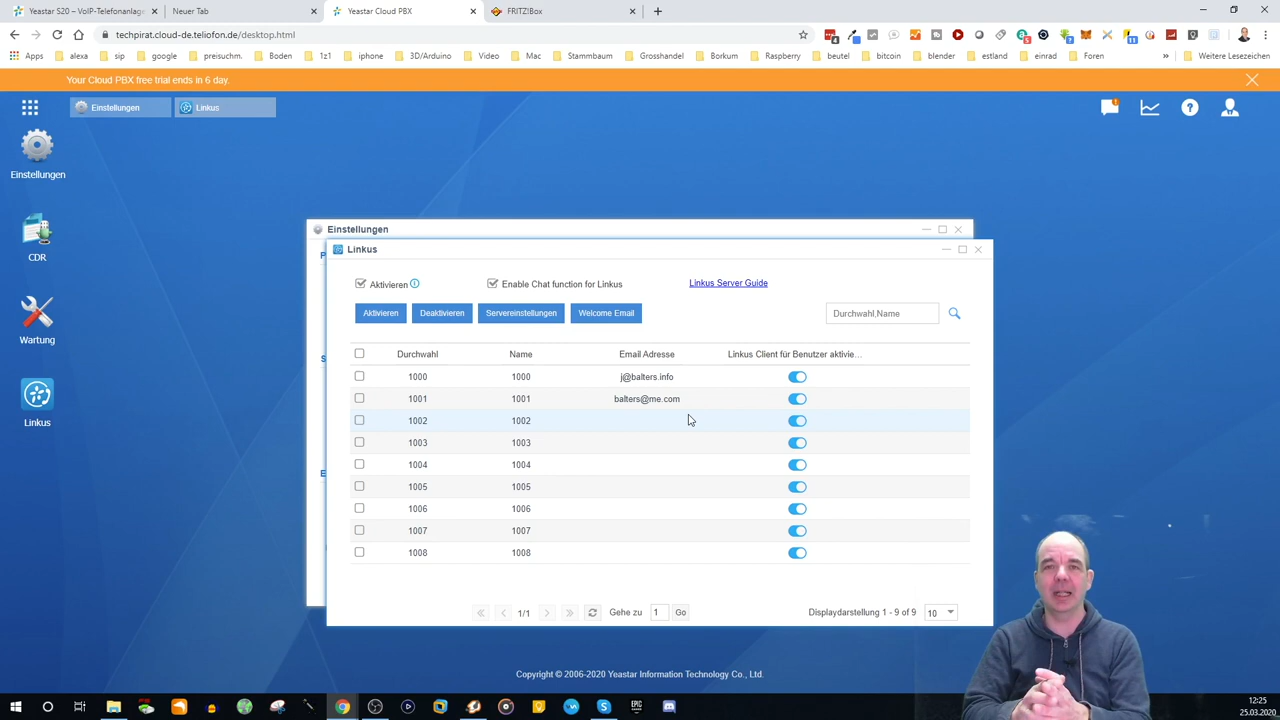 Yeastar S20 – VoIP-Telefonanlage
Neuer Tab
Yeastar Cloud PBX
FRITZ!Box
techpirat.cloud-de.teliofon.de/desktop.html
Apps
alexa
sip
google
preisuchm.
Boden
1z1
iphone
3D/Arduino
Video
Mac
Stammbaum
Grosshandel
Borkum
Raspberry
beutel
bitcoin
blender
estland
einrad
Foren
Weitere Lesezeichen
Your Cloud PBX free trial ends in 6 day.
Einstellungen
Linkus
Einstellungen
CDR
Wartung
Linkus
Einstellungen
Linkus
Aktivieren
Enable Chat function for Linkus
Linkus Server Guide
Aktivieren
Deaktivieren
Servereinstellungen
Welcome Email
Durchwahl,Name
Durchwahl Name Email Adresse Linkus Client für Benutzer aktivie...
1000 1000 j@balters.info
1001 1001 balters@me.com
1002 1002
1003 1003
1004 1004
1005 1005
1006 1006
1007 1007
1008 1008
1/1 Gehe zu 1 Go Displaydarstellung 1 - 9 of 9 10
Copyright © 2006-2020 Yeastar Information Technology Co., Ltd.
12:25
25.03.2020